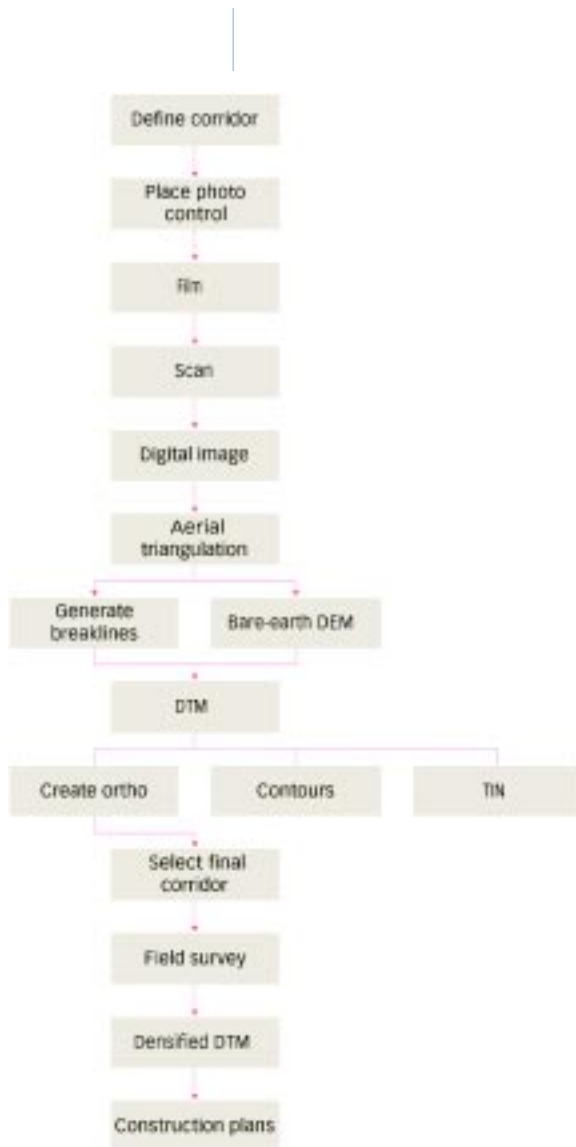 Define corridor
Place photo
control
Film
Scan
Digital image
Aerial
triangulation
Generate
breaklines
Bare-earth DEM
DTM
Create ortho
Contours
TIN
Select final
corridor
Field survey
Densified DTM
Construction plans